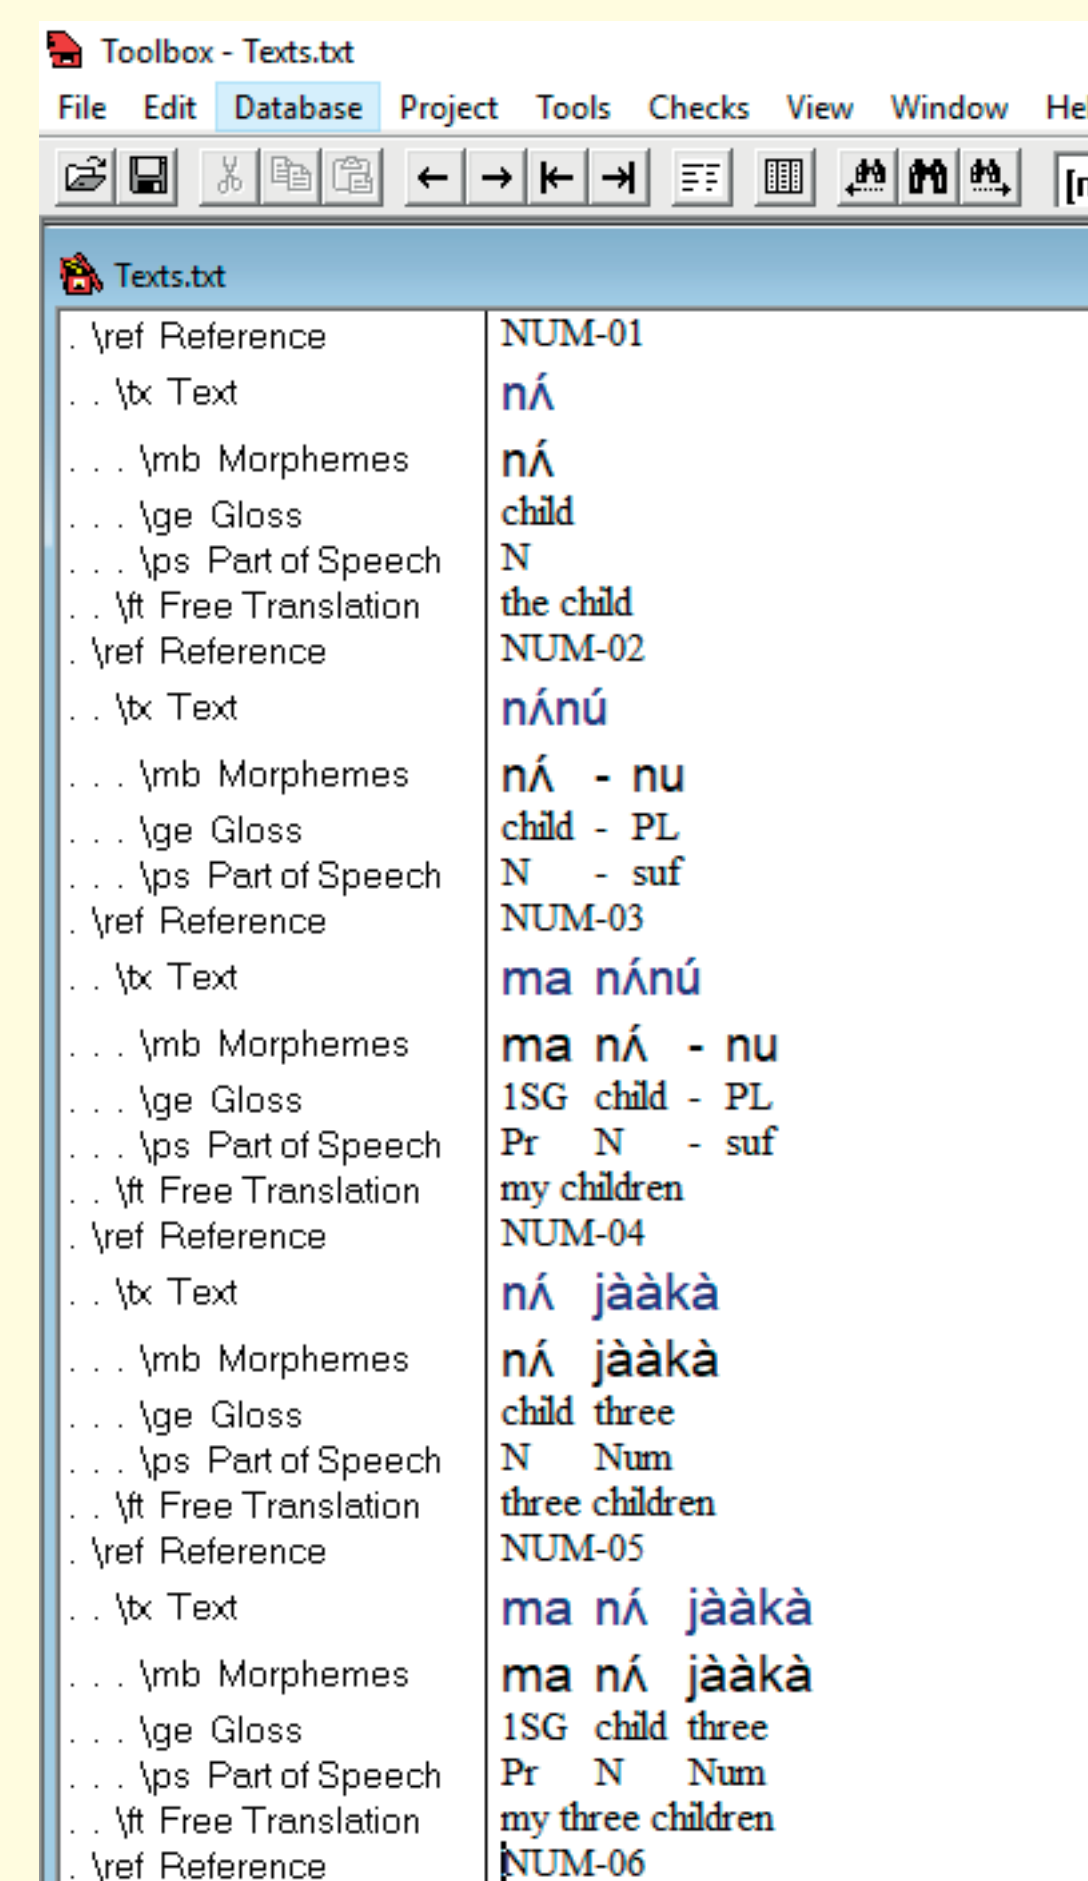 Toolbox - Texts.txt
File Edit Database Project Tools Checks View Window
Texts.txt
. \ref Reference NUM-01
. . \tx Text nʌ́
. . . \mb Morphemes nʌ́
. . . \ge Gloss child
. . . \ps Part of Speech N
. . \ft Free Translation the child
. \ref Reference NUM-02
. . \tx Text nʌ́nú
. . . \mb Morphemes nʌ́ - nu
. . . \ge Gloss child - PL
. . . \ps Part of Speech N - suf
. \ref Reference NUM-03
. . \tx Text ma nʌ́nú
. . . \mb Morphemes ma nʌ́ - nu
. . . \ge Gloss 1SG child - PL
. . . \ps Part of Speech Pr N - suf
. . \ft Free Translation my children
. \ref Reference NUM-04
. . \tx Text nʌ́ jààkà
. . . \mb Morphemes nʌ́ jààkà
. . . \ge Gloss child three
. . . \ps Part of Speech N Num
. . \ft Free Translation three children
. \ref Reference NUM-05
. . \tx Text ma nʌ́ jààkà
. . . \mb Morphemes ma nʌ́ jààkà
. . . \ge Gloss 1SG child three
. . . \ps Part of Speech Pr N Num
. . \ft Free Translation my three children
. \ref Reference NUM-06